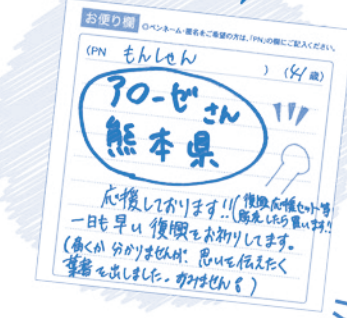 お便り欄 ○ペンネーム・匿名をご希望の方は、「PN」の欄にご記入ください。
(PN もんしゃん ) (41歳)
フローゼさん
熊本県
応援しております!!(復興応援セット等
販売したら買います!!
一日も早い復興をお祈りしてます。
(届くか分かりませんが、思いを伝えたく
葉書を出しました。すみません。)